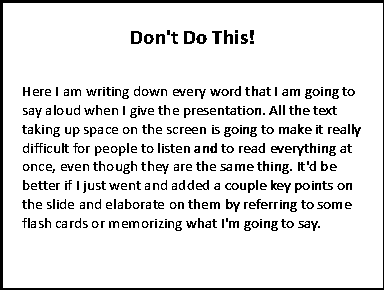 Don't Do This!
Here I am writing down every word that I am going to
say aloud when I give the presentation. All the text
taking up space on the screen is going to make it really
difficult for people to listen and to read everything at
once, even though they are the same thing. It'd be
better if I just went and added a couple key points on
the slide and elaborate on them by referring to some
flash cards or memorizing what I'm going to say.